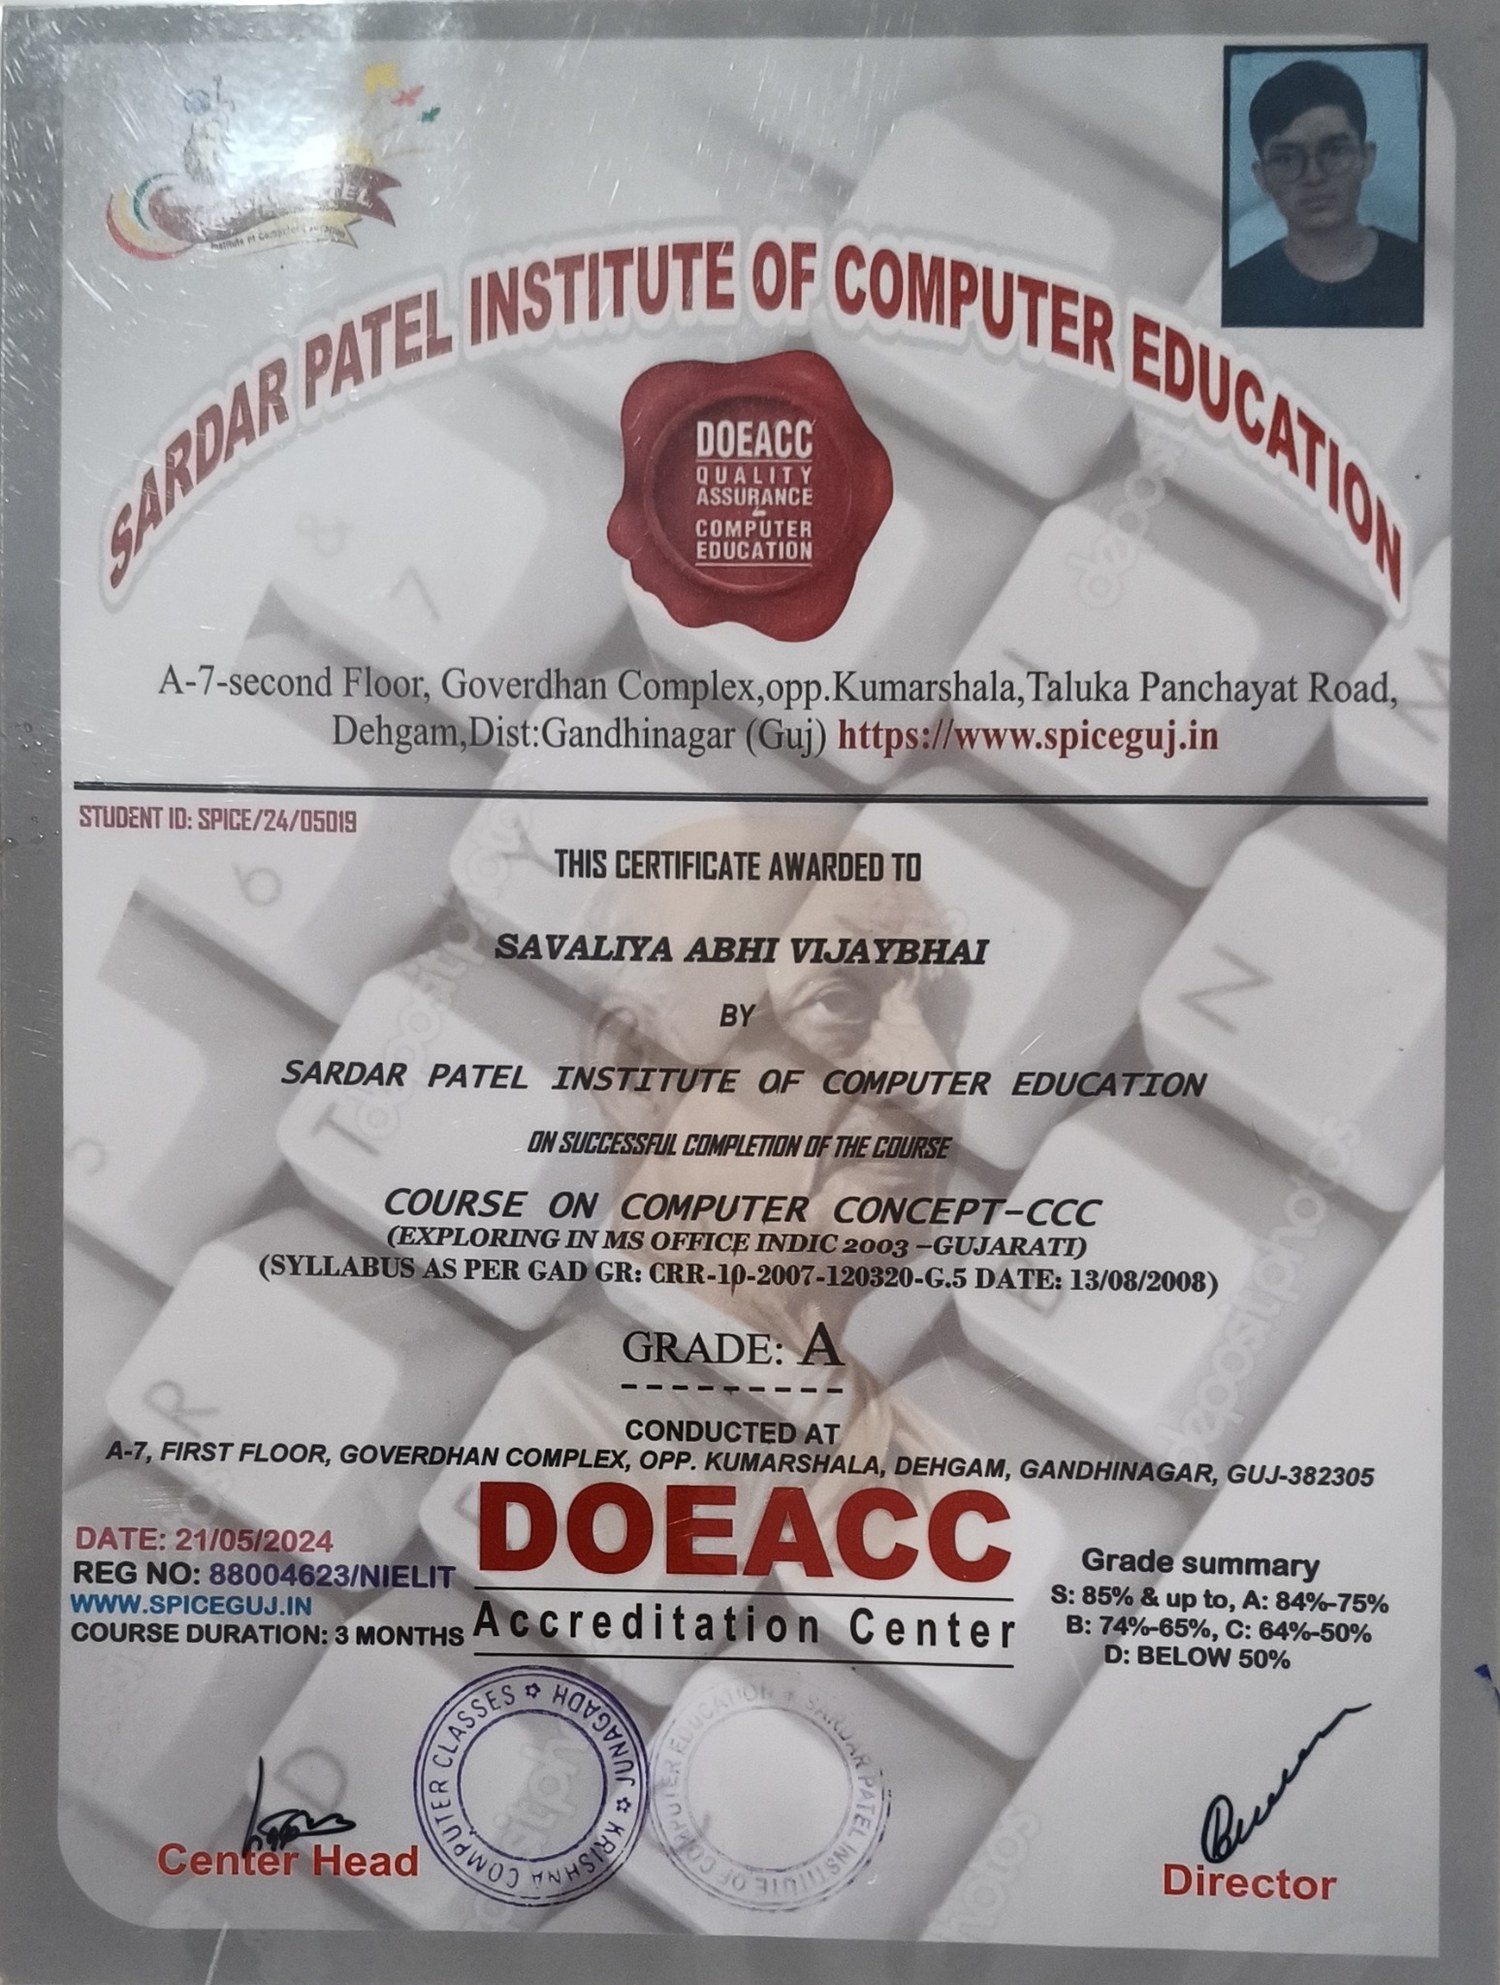 Institute of Computer Education
SARDAR PATEL INSTITUTE OF COMPUTER EDUCATION
DOEACC
QUALITY
ASSURANCE
COMPUTER
EDUCATION
A-7-second Floor, Goverdhan Complex,opp.Kumarshala,Taluka Panchayat Road,
Dehgam,Dist:Gandhinagar (Guj) https://www.spiceguj.in
STUDENT ID: SPICE/24/05019
THIS CERTIFICATE AWARDED TO
SAVALIYA ABHI VIJAYBHAI
BY
SARDAR PATEL INSTITUTE OF COMPUTER EDUCATION
ON SUCCESSFUL COMPLETION OF THE COURSE
COURSE ON COMPUTER CONCEPT-CCC
(EXPLORING IN MS OFFICE INDIC 2003 –GUJARATI)
(SYLLABUS AS PER GAD GR: CRR-10-2007-120320-G.5 DATE: 13/08/2008)
GRADE: A
CONDUCTED AT
A-7, FIRST FLOOR, GOVERDHAN COMPLEX, OPP. KUMARSHALA, DEHGAM, GANDHINAGAR, GUJ-382305
DOEACC
Accreditation Center
DATE: 21/05/2024
REG NO: 88004623/NIELIT
WWW.SPICEGUJ.IN
COURSE DURATION: 3 MONTHS
Grade summary
S: 85% & up to, A: 84%-75%
B: 74%-65%, C: 64%-50%
D: BELOW 50%
KRISHNA COMPUTER CLASSES ☆ JUNAGADH ☆
SARDAR PATEL INSTITUTE OF COMPUTER EDUCATION
Center Head
Director